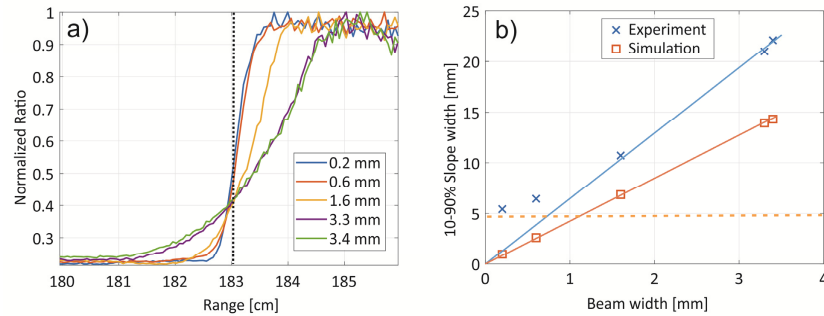 a)
1
0.9
0.8
0.7
0.6
0.5
0.4
0.3
Normalized Ratio
180
181
182
183
184
185
Range [cm]
0.2 mm
0.6 mm
1.6 mm
3.3 mm
3.4 mm
b)
25
20
15
10
5
0
10-90% Slope width [mm]
0
1
2
3
4
Beam width [mm]
Experiment
Simulation